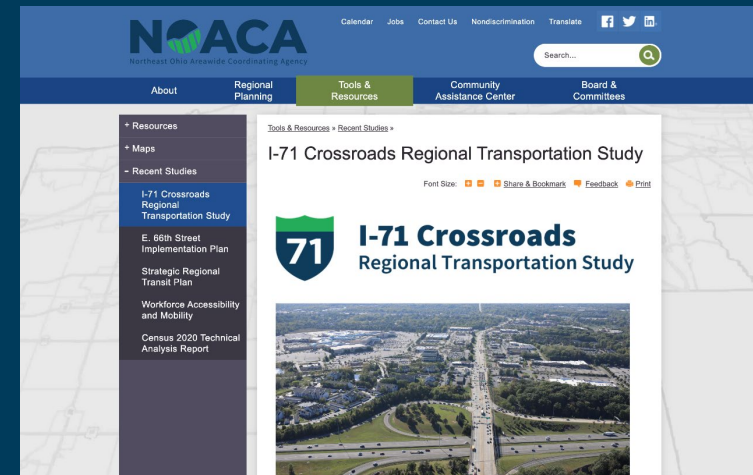 Calendar Jobs Contact Us Nondiscrimination Translate
NOACA
Northeast Ohio Areawide Coordinating Agency
Search...
About
Regional
Planning
Tools &
Resources
Community
Assistance Center
Board &
Committees
+ Resources
+ Maps
- Recent Studies
I-71 Crossroads
Regional
Transportation Study
E. 66th Street
Implementation Plan
Strategic Regional
Transit Plan
Workforce Accessibility
and Mobility
Census 2020 Technical
Analysis Report
Tools & Resources » Recent Studies »
I-71 Crossroads Regional Transportation Study
Font Size: + - Share & Bookmark Feedback Print
71
I-71 Crossroads
Regional Transportation Study